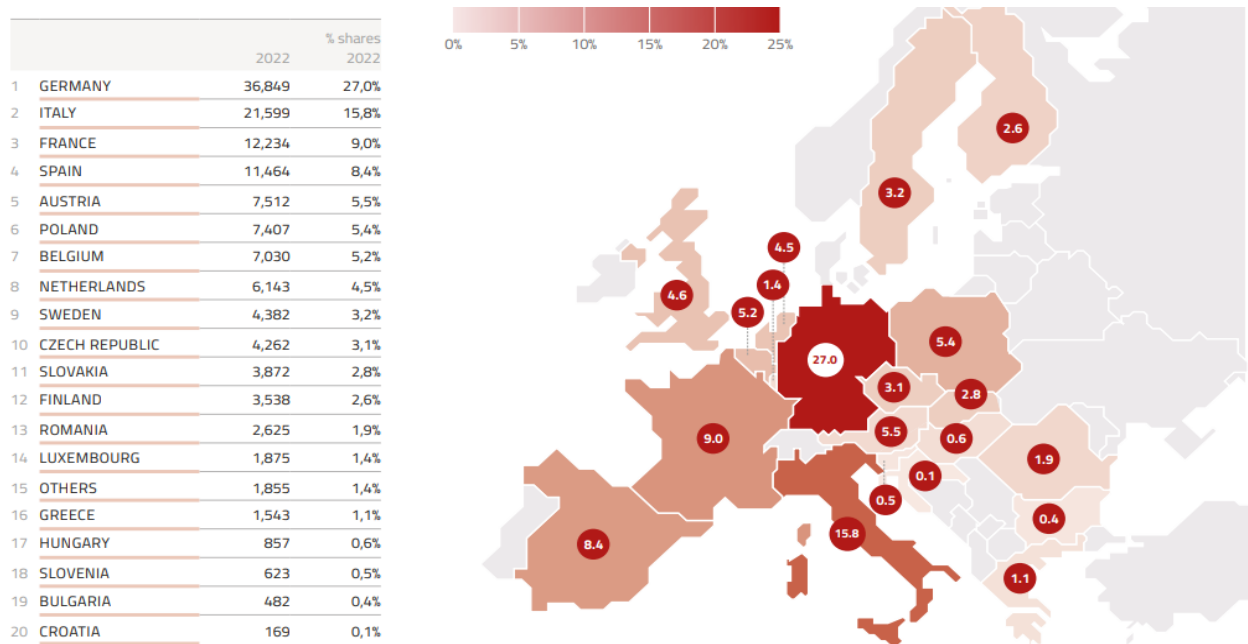 % shares
2022 2022
1 GERMANY 36,849 27,0%
2 ITALY 21,599 15,8%
3 FRANCE 12,234 9,0%
4 SPAIN 11,464 8,4%
5 AUSTRIA 7,512 5,5%
6 POLAND 7,407 5,4%
7 BELGIUM 7,030 5,2%
8 NETHERLANDS 6,143 4,5%
9 SWEDEN 4,382 3,2%
10 CZECH REPUBLIC 4,262 3,1%
11 SLOVAKIA 3,872 2,8%
12 FINLAND 3,538 2,6%
13 ROMANIA 2,625 1,9%
14 LUXEMBOURG 1,875 1,4%
15 OTHERS 1,855 1,4%
16 GREECE 1,543 1,1%
17 HUNGARY 857 0,6%
18 SLOVENIA 623 0,5%
19 BULGARIA 482 0,4%
20 CROATIA 169 0,1%
0% 5% 10% 15% 20% 25%
2.6
3.2
4.5
1.4
4.6
5.2
5.4
27.0
3.1
2.8
5.5
9.0
0.6
1.9
0.1
0.5
0.4
15.8
8.4
1.1